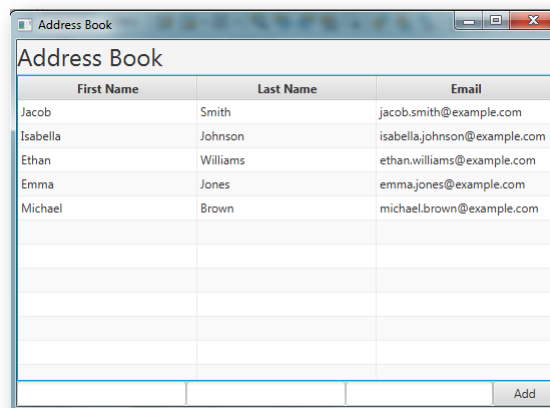 Address Book
Address Book
First Name Last Name Email
Jacob Smith jacob.smith@example.com
Isabella Johnson isabella.johnson@example.com
Ethan Williams ethan.williams@example.com
Emma Jones emma.jones@example.com
Michael Brown michael.brown@example.com
Add